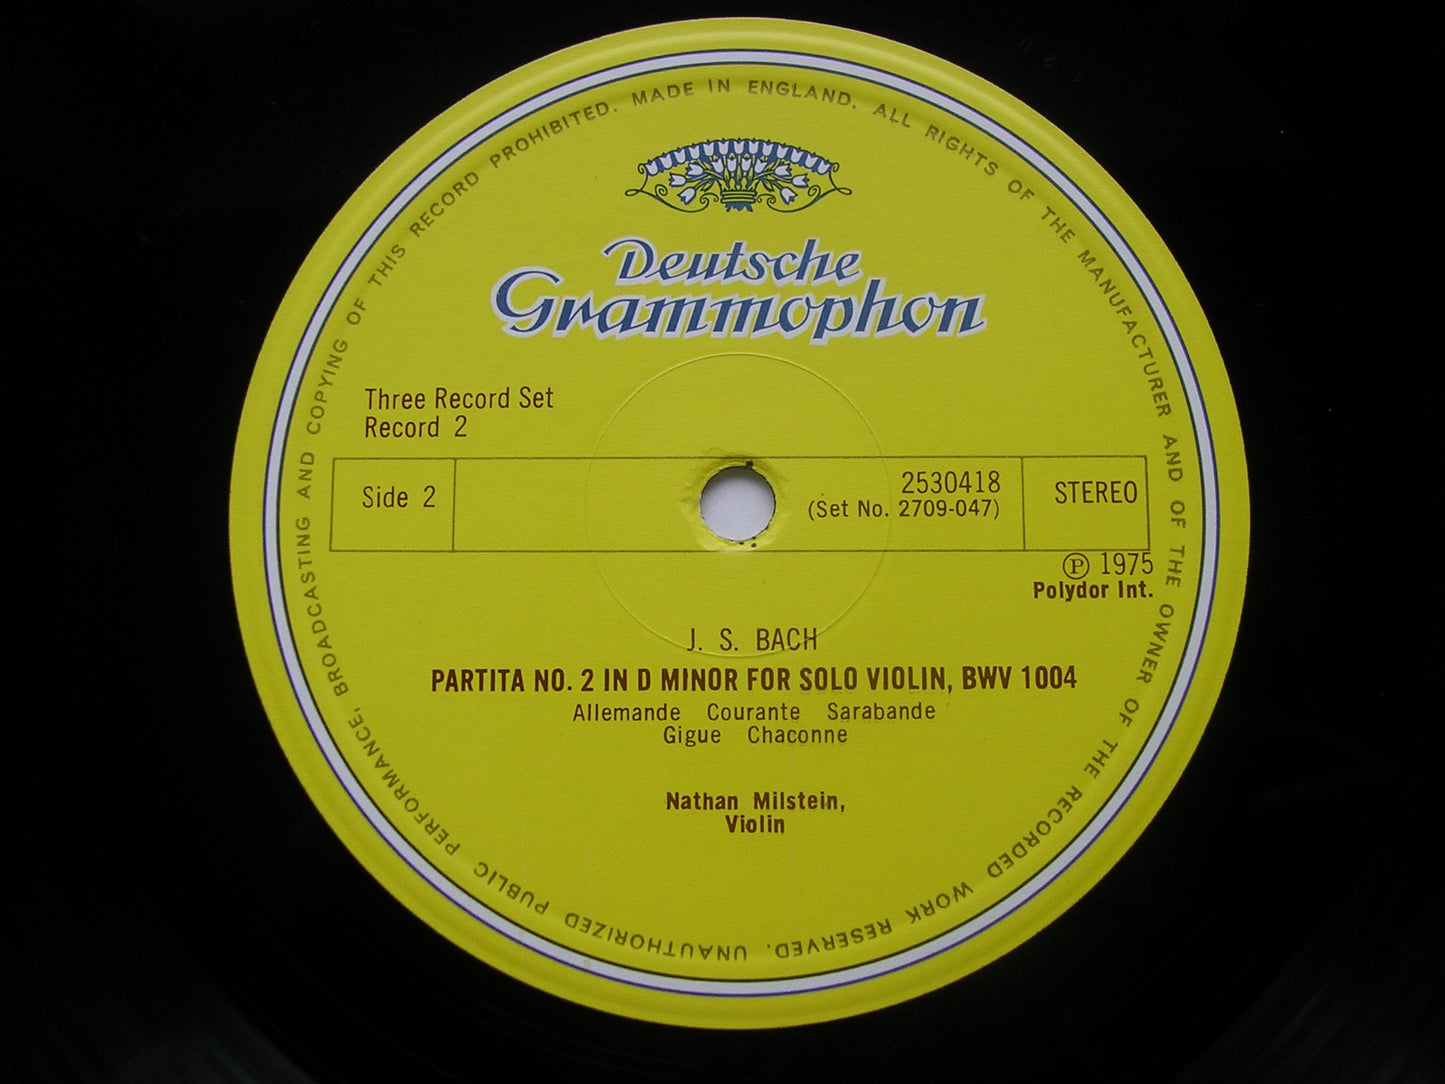 MADE IN ENGLAND. ALL RIGHTS OF THE MANUFACTURER AND OF THE OWNER OF THE RECORDED WORK RESERVED. UNAUTHORIZED PUBLIC PERFORMANCE, BROADCASTING AND COPYING OF THIS RECORD PROHIBITED.
Deutsche
Grammophon
Three Record Set
Record 2
Side 2
2530418
(Set No. 2709-047)
STEREO
Ⓟ 1975
Polydor Int.
J. S. BACH
PARTITA NO. 2 IN D MINOR FOR SOLO VIOLIN, BWV 1004
Allemande Courante Sarabande
Gigue Chaconne
Nathan Milstein,
Violin